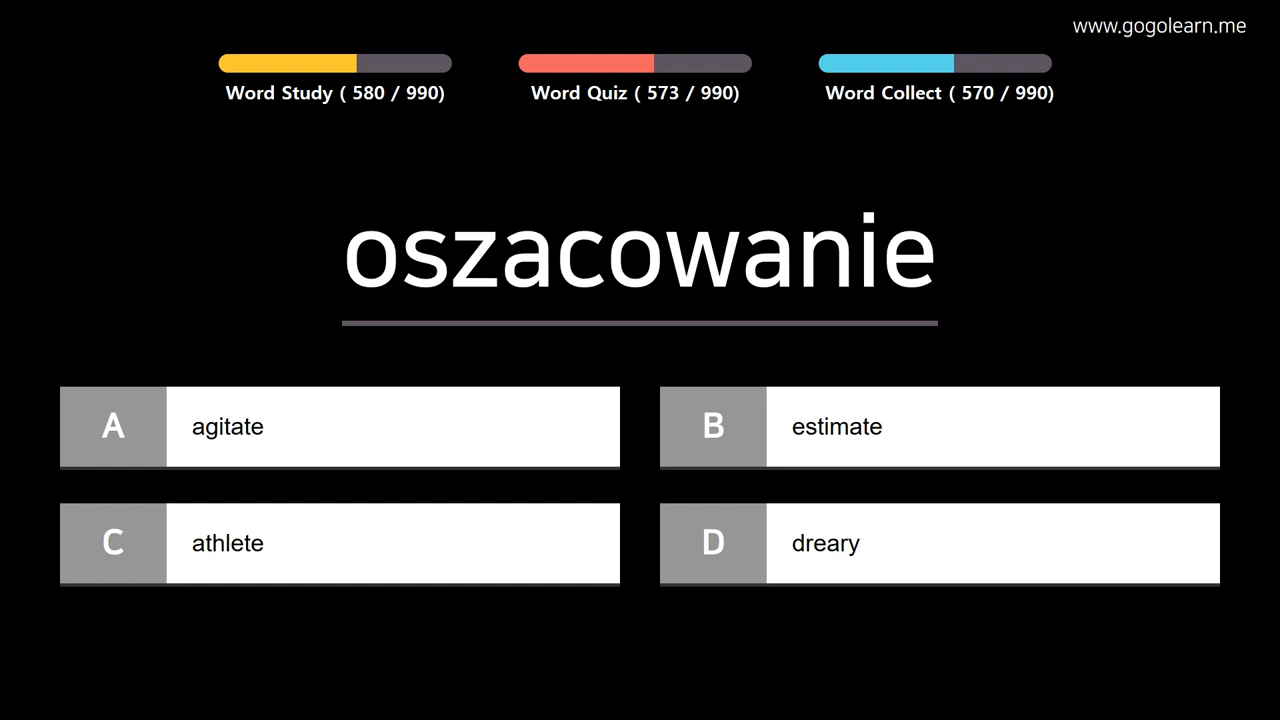 www.gogolearn.me
Word Study ( 580 / 990)
Word Quiz ( 573 / 990)
Word Collect ( 570 / 990)
oszacowanie
A agitate
B estimate
C athlete
D dreary